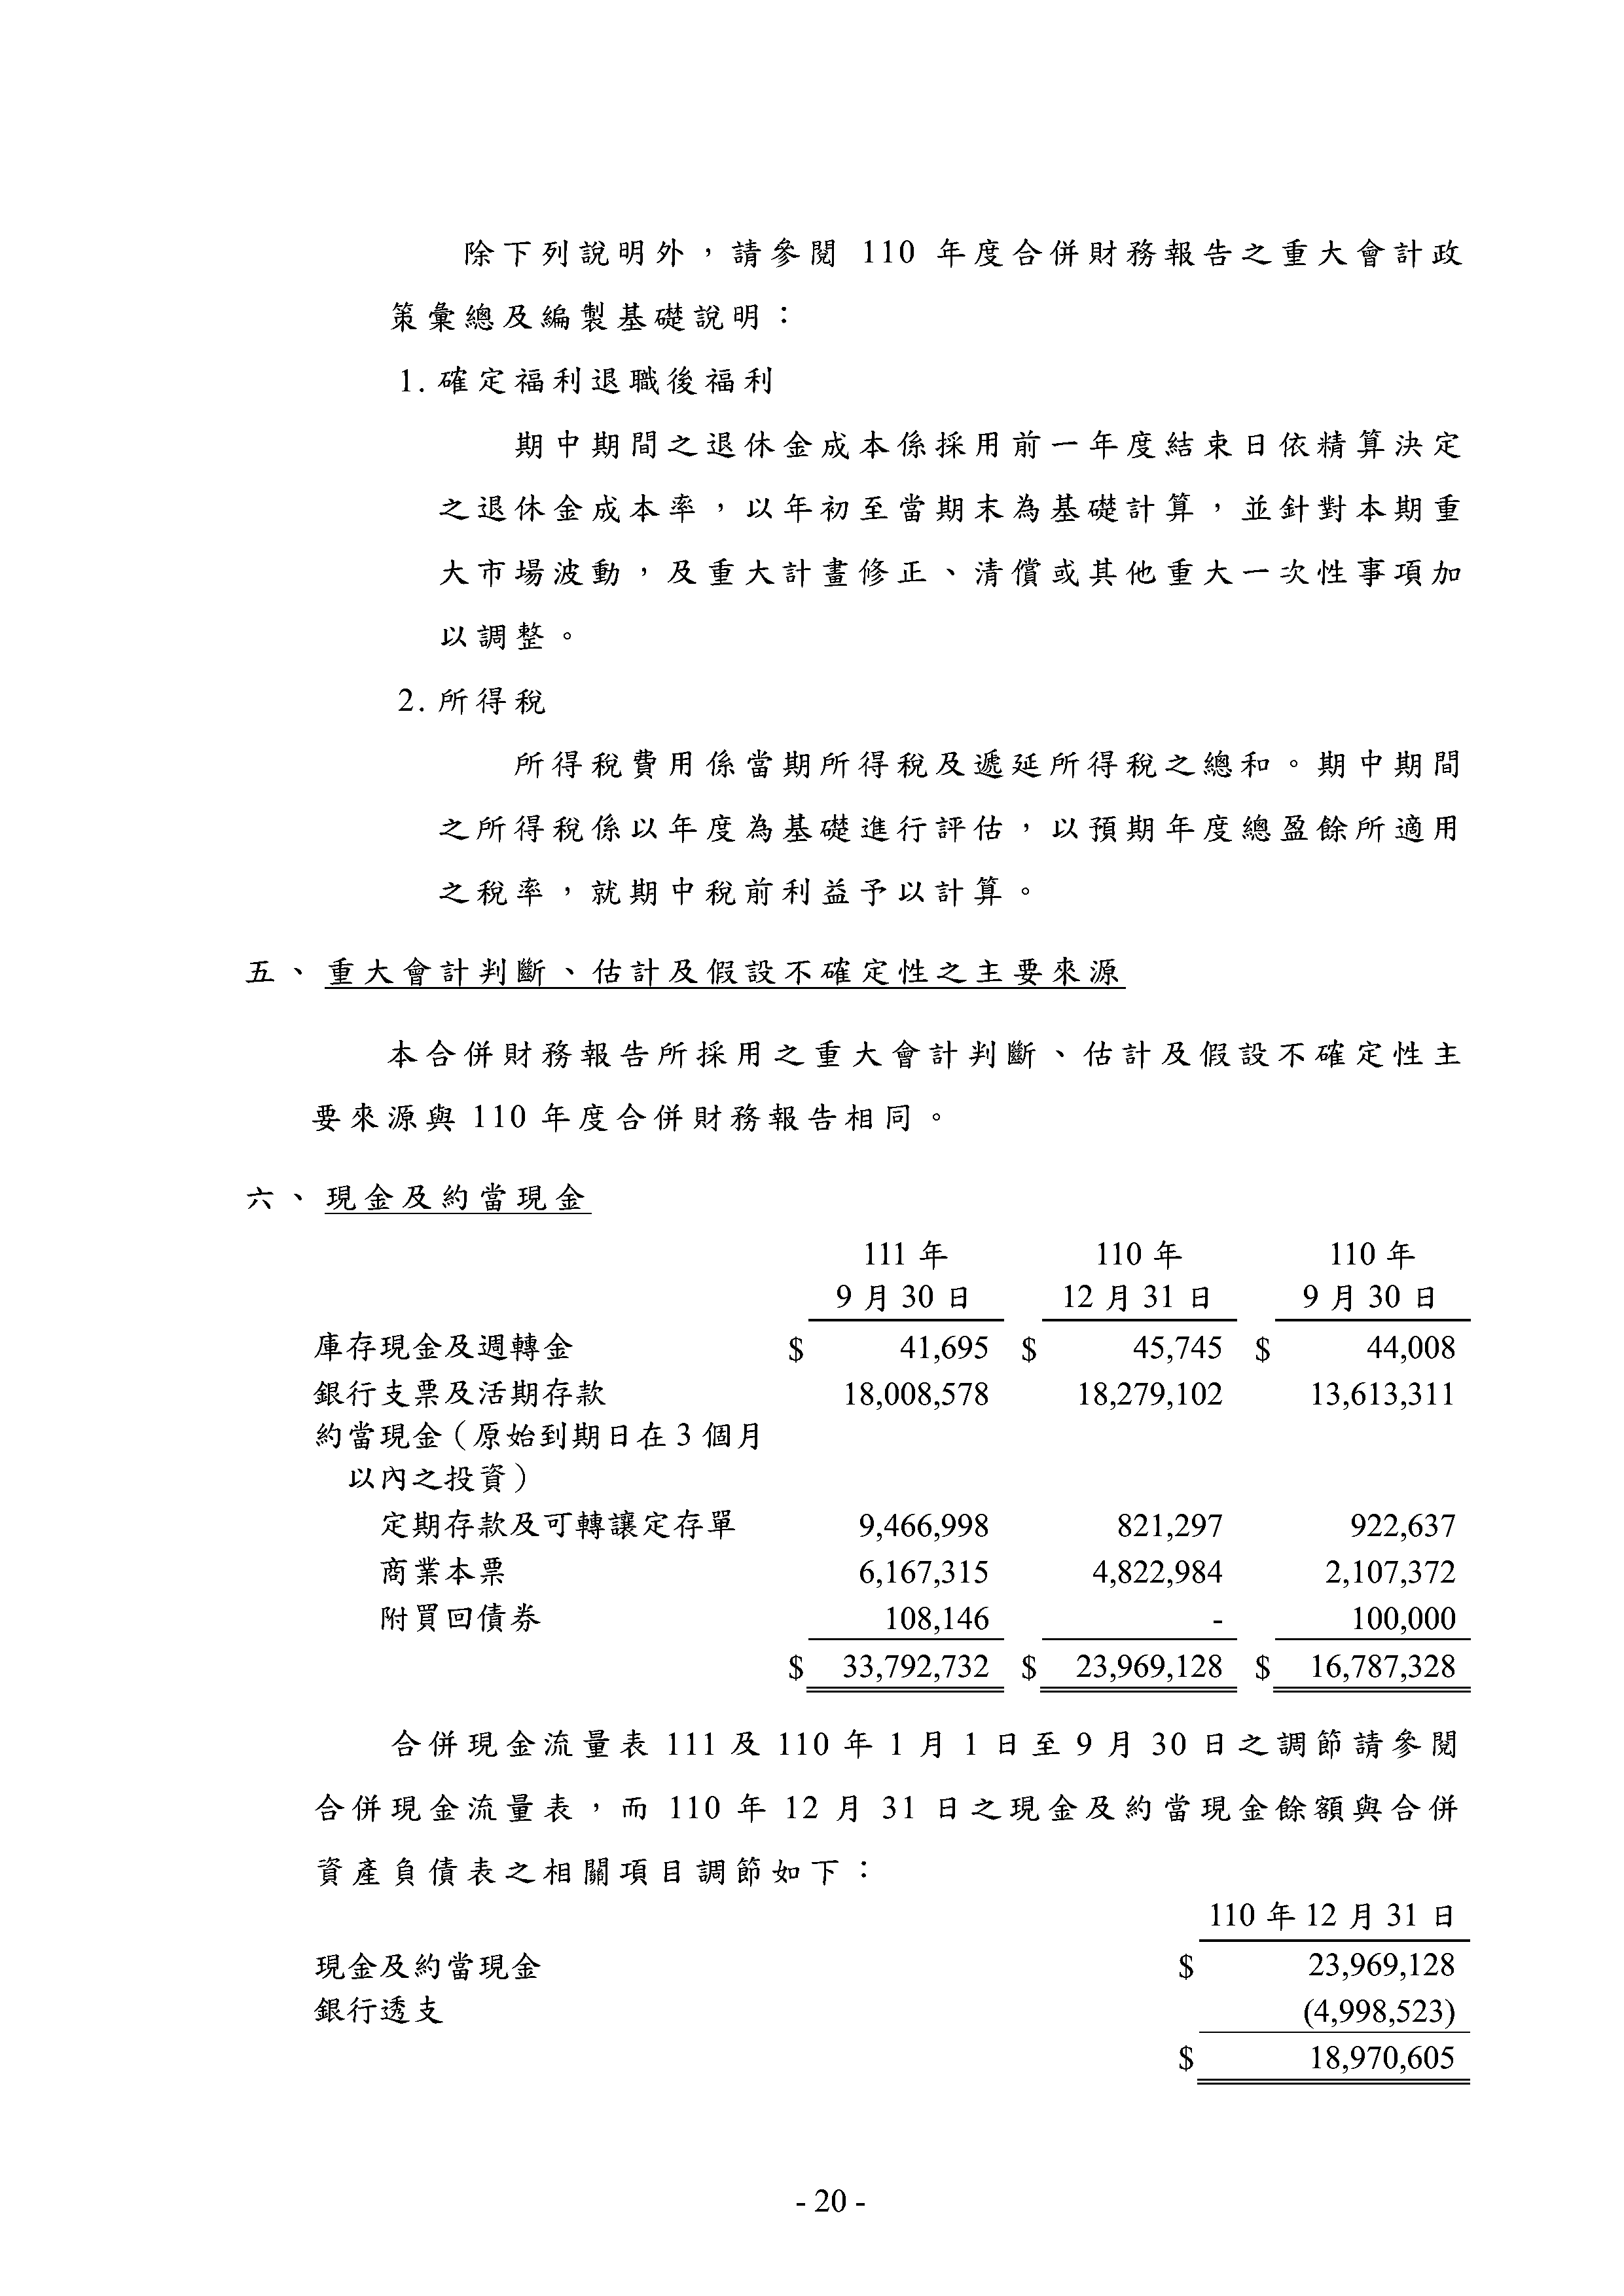 除下列說明外，請參閱 110 年度合併財務報告之重大會計政
策彙總及編製基礎說明：
1. 確定福利退職後福利
期中期間之退休金成本係採用前一年度結束日依精算決定
之退休金成本率，以年初至當期末為基礎計算，並針對本期重
大市場波動，及重大計畫修正、清償或其他重大一次性事項加
以調整。
2. 所得稅
所得稅費用係當期所得稅及遞延所得稅之總和。期中期間
之所得稅係以年度為基礎進行評估，以預期年度總盈餘所適用
之稅率，就期中稅前利益予以計算。
五、重大會計判斷、估計及假設不確定性之主要來源
本合併財務報告所採用之重大會計判斷、估計及假設不確定性主
要來源與 110 年度合併財務報告相同。
六、現金及約當現金
111 年 110 年 110 年
9 月 30 日 12 月 31 日 9 月 30 日
庫存現金及週轉金 $ 41,695 $ 45,745 $ 44,008
銀行支票及活期存款 18,008,578 18,279,102 13,613,311
約當現金（原始到期日在 3 個月
以內之投資）
定期存款及可轉讓定存單 9,466,998 821,297 922,637
商業本票 6,167,315 4,822,984 2,107,372
附買回債券 108,146 - 100,000
$ 33,792,732 $ 23,969,128 $ 16,787,328
合併現金流量表 111 及 110 年 1 月 1 日至 9 月 30 日之調節請參閱
合併現金流量表，而 110 年 12 月 31 日之現金及約當現金餘額與合併
資產負債表之相關項目調節如下：
110 年 12 月 31 日
現金及約當現金 $ 23,969,128
銀行透支 (4,998,523)
$ 18,970,605
- 20 -